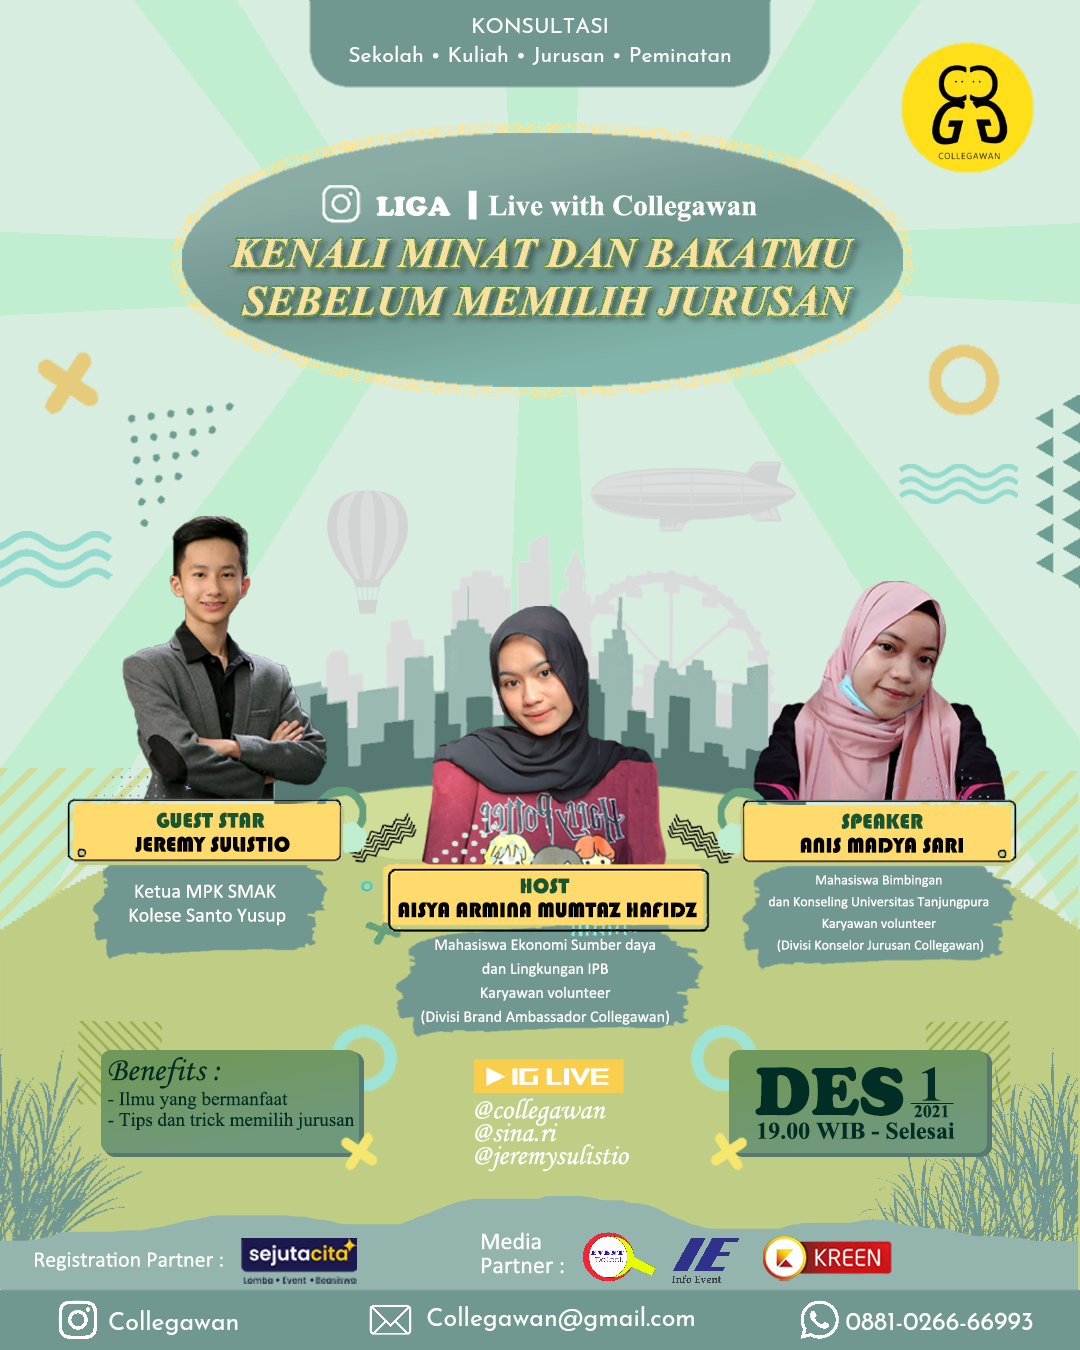 KONSULTASI
Sekolah • Kuliah • Jurusan • Peminatan
COLLEGAWAN
LIGA | Live with Collegawan
KENALI MINAT DAN BAKATMU
SEBELUM MEMILIH JURUSAN
Harry Potter
GUEST STAR
JEREMY SULISTIO
Ketua MPK SMAK
Kolese Santo Yusup
HOST
AISYA ARMINA MUMTAZ HAFIDZ
Mahasiswa Ekonomi Sumber daya
dan Lingkungan IPB
Karyawan volunteer
(Divisi Brand Ambassador Collegawan)
SPEAKER
ANIS MADYA SARI
Mahasiswa Bimbingan
dan Konseling Universitas Tanjungpura
Karyawan volunteer
(Divisi Konselor Jurusan Collegawan)
Benefits :
- Ilmu yang bermanfaat
- Tips dan trick memilih jurusan
IG LIVE
@collegawan
@sina.ri
@jeremysulistio
DES 1
2021
19.00 WIB - Selesai
Registration Partner :
sejutacita
Lomba • Event • Beasiswa
Media
Partner :
EVENT
IE
Info Event
K KREEN
Collegawan
Collegawan@gmail.com
0881-0266-66993